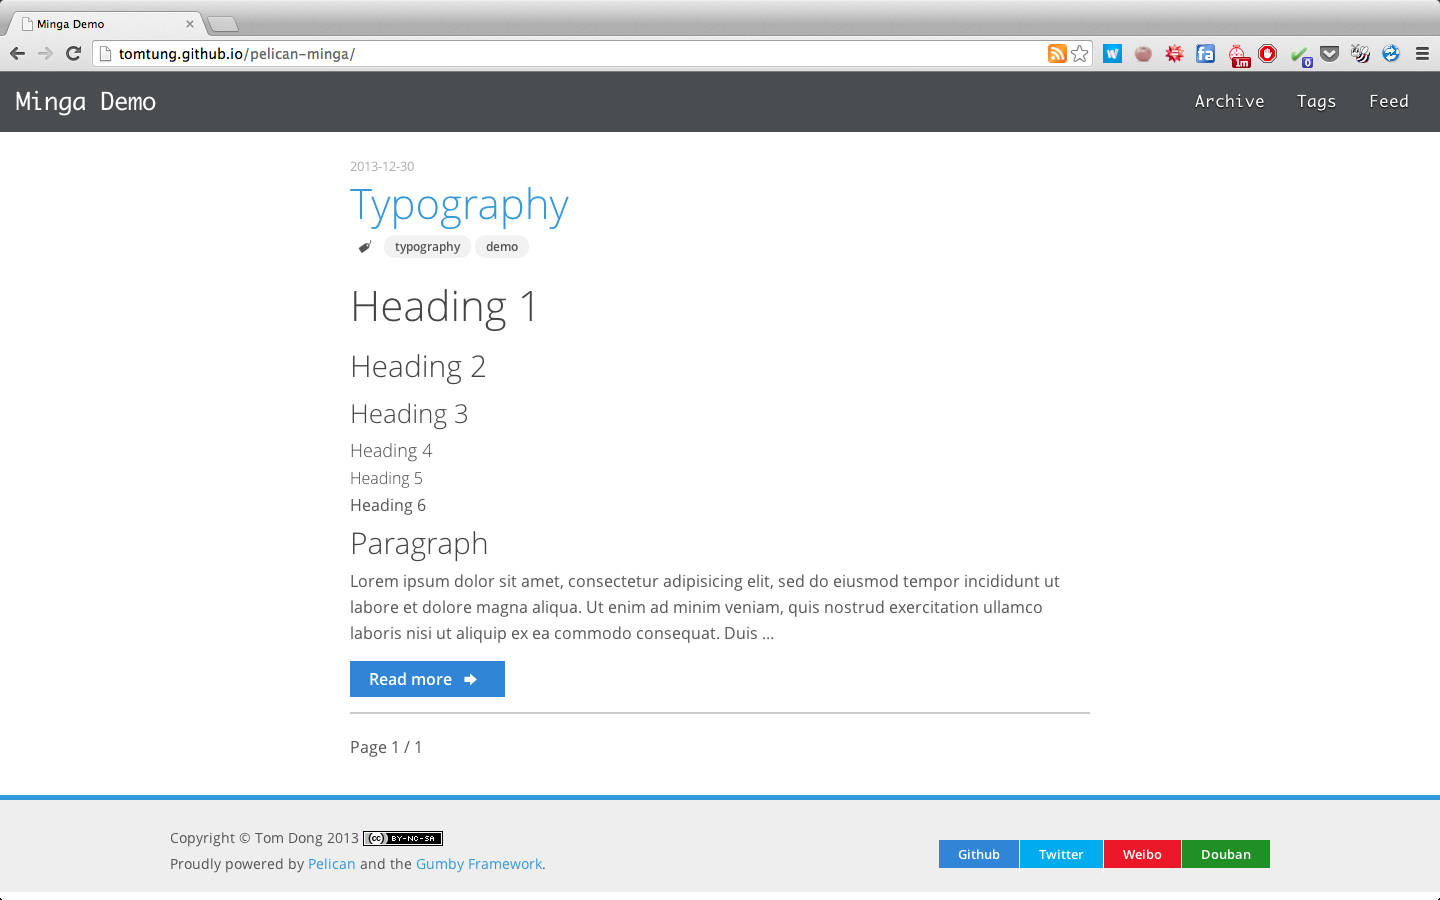 Minga Demo
tomtung.github.io/pelican-minga/
Minga Demo
Archive Tags Feed
2013-12-30
Typography
typography demo
Heading 1
Heading 2
Heading 3
Heading 4
Heading 5
Heading 6
Paragraph
Lorem ipsum dolor sit amet, consectetur adipisicing elit, sed do eiusmod tempor incididunt ut
labore et dolore magna aliqua. Ut enim ad minim veniam, quis nostrud exercitation ullamco
laboris nisi ut aliquip ex ea commodo consequat. Duis ...
Read more
Page 1 / 1
Copyright © Tom Dong 2013 (cc) BY-NC-SA
Proudly powered by Pelican and the Gumby Framework.
Github Twitter Weibo Douban